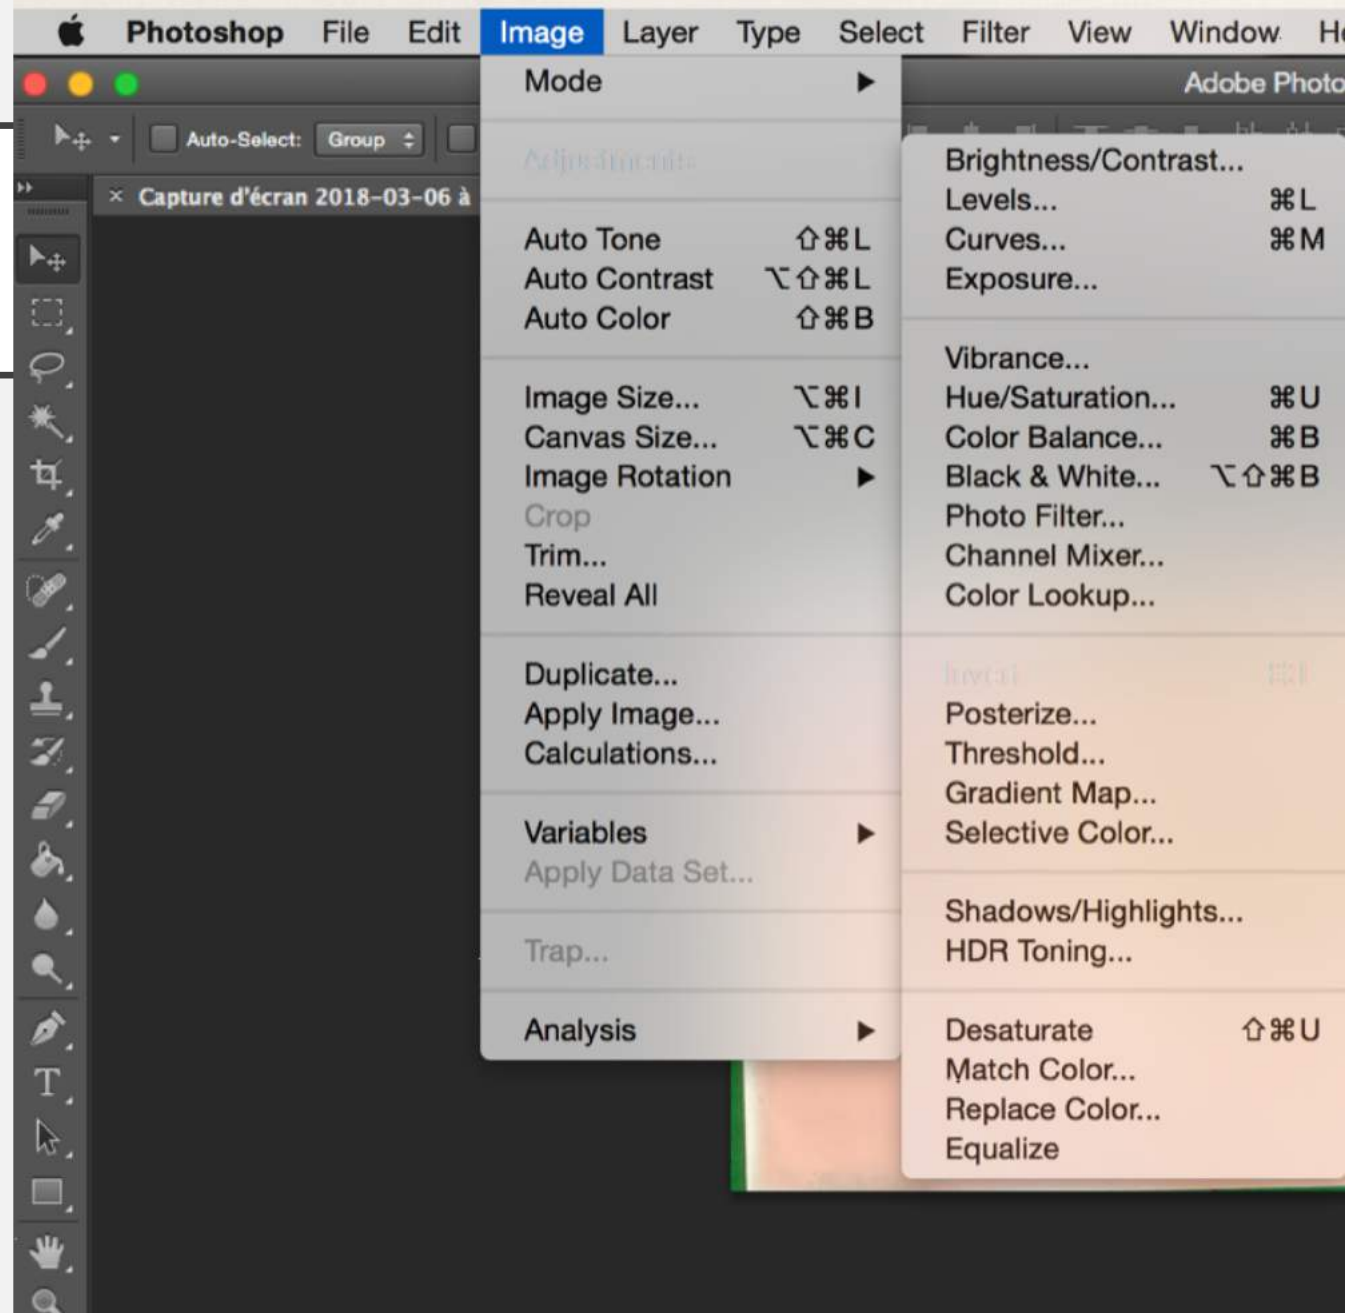 Photoshop File Edit Image Layer Type Select Filter View Window
Adobe Photo
Auto-Select: Group
× Capture d'écran 2018-03-06 à
Mode ▶
Auto Tone ⇧⌘L
Auto Contrast ⌥⇧⌘L
Auto Color ⇧⌘B
Image Size... ⌥⌘I
Canvas Size... ⌥⌘C
Image Rotation ▶
Crop
Trim...
Reveal All
Duplicate...
Apply Image...
Calculations...
Variables ▶
Apply Data Set...
Trap...
Analysis ▶
Brightness/Contrast...
Levels... ⌘L
Curves... ⌘M
Exposure...
Vibrance...
Hue/Saturation... ⌘U
Color Balance... ⌘B
Black & White... ⌥⇧⌘B
Photo Filter...
Channel Mixer...
Color Lookup...
Posterize...
Threshold...
Gradient Map...
Selective Color...
Shadows/Highlights...
HDR Toning...
Desaturate ⇧⌘U
Match Color...
Replace Color...
Equalize